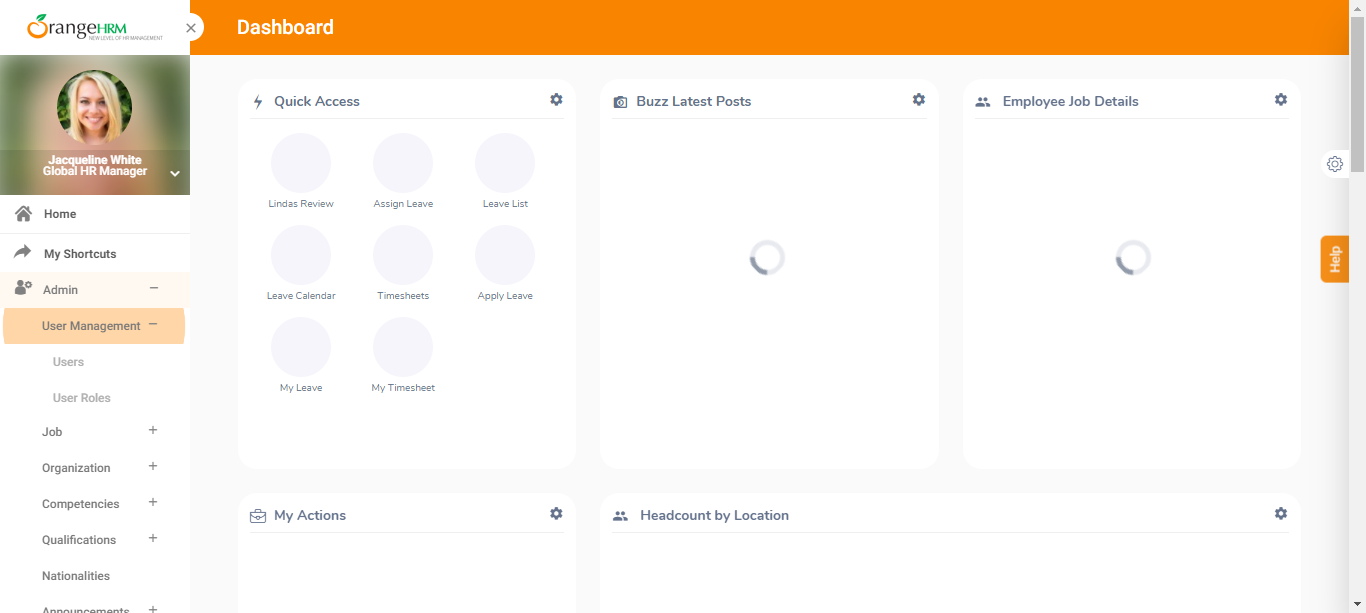 OrangeHRM
NEW LEVEL OF HR MANAGEMENT
Dashboard
Jacqueline White
Global HR Manager
Home
My Shortcuts
Admin
User Management
Users
User Roles
Job
Organization
Competencies
Qualifications
Nationalities
Announcements
Quick Access
Lindas Review
Assign Leave
Leave List
Leave Calendar
Timesheets
Apply Leave
My Leave
My Timesheet
Buzz Latest Posts
Employee Job Details
My Actions
Headcount by Location
Help